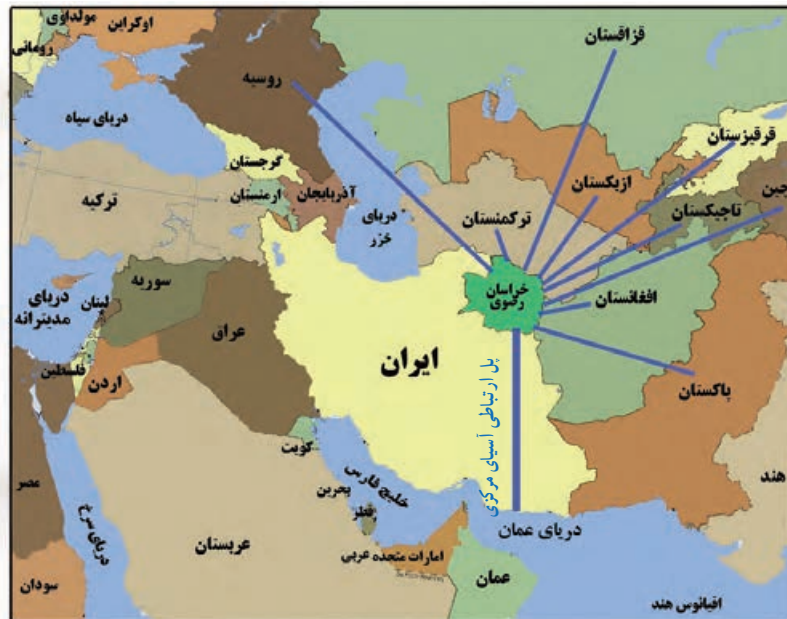 مولداوی
اوکراین
رومانی
روسیه
قزاقستان
دریای سیاه
قرقیزستان
گرجستان
ازبکستان
چین
ارمنستان
آذربایجان
ترکیه
دریای
خزر
ترکمنستان
تاجیکستان
سوریه
خراسان
رضوی
افغانستان
دریای
مدیترانه
لبنان
عراق
ایران
فلسطین
اردن
پاکستان
پل ارتباطی آسیای مرکزی
کویت
خلیج فارس
هند
مصر
بحرین
قطر
دریای سرخ
دریای عمان
عربستان
امارات متحده عربی
عمان
سودان
اقیانوس هند